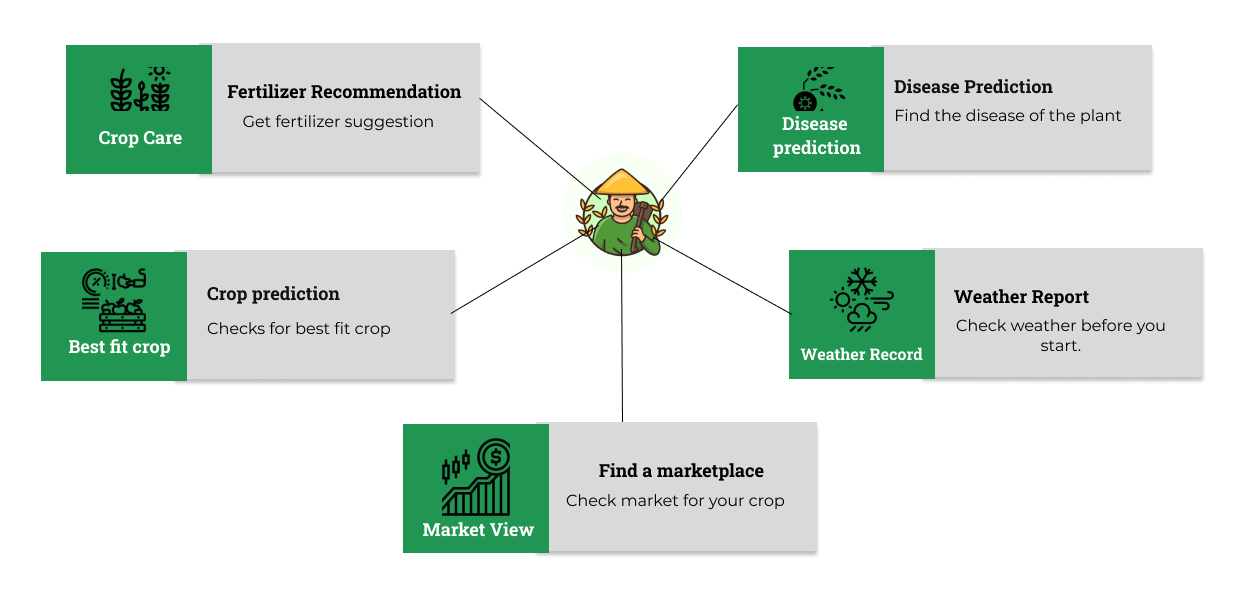 Crop Care
Fertilizer Recommendation
Get fertilizer suggestion
Disease
prediction
Disease Prediction
Find the disease of the plant
Best fit crop
Crop prediction
Checks for best fit crop
Weather Record
Weather Report
Check weather before you
start.
Market View
Find a marketplace
Check market for your crop